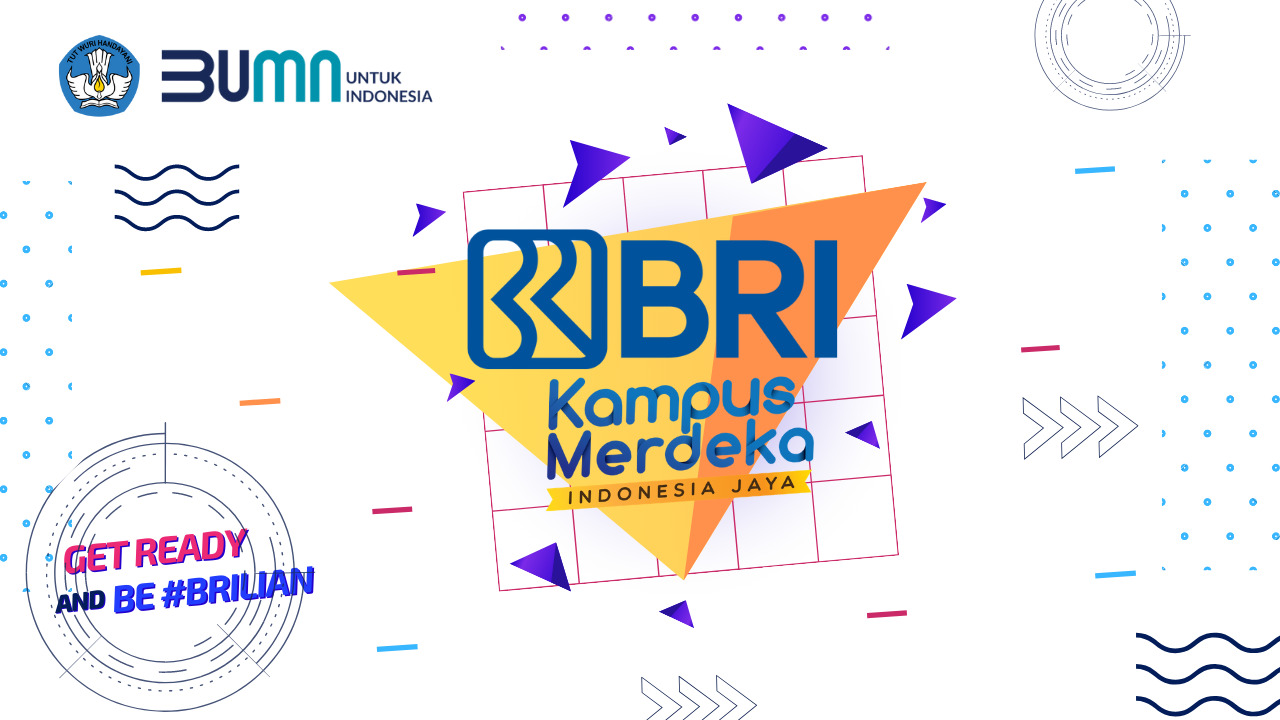 TUT WURI HANDAYANI
BUMN
UNTUK
INDONESIA
BRI
Kampus
Merdeka
INDONESIA JAYA
GET READY
AND BE #BRILIAN